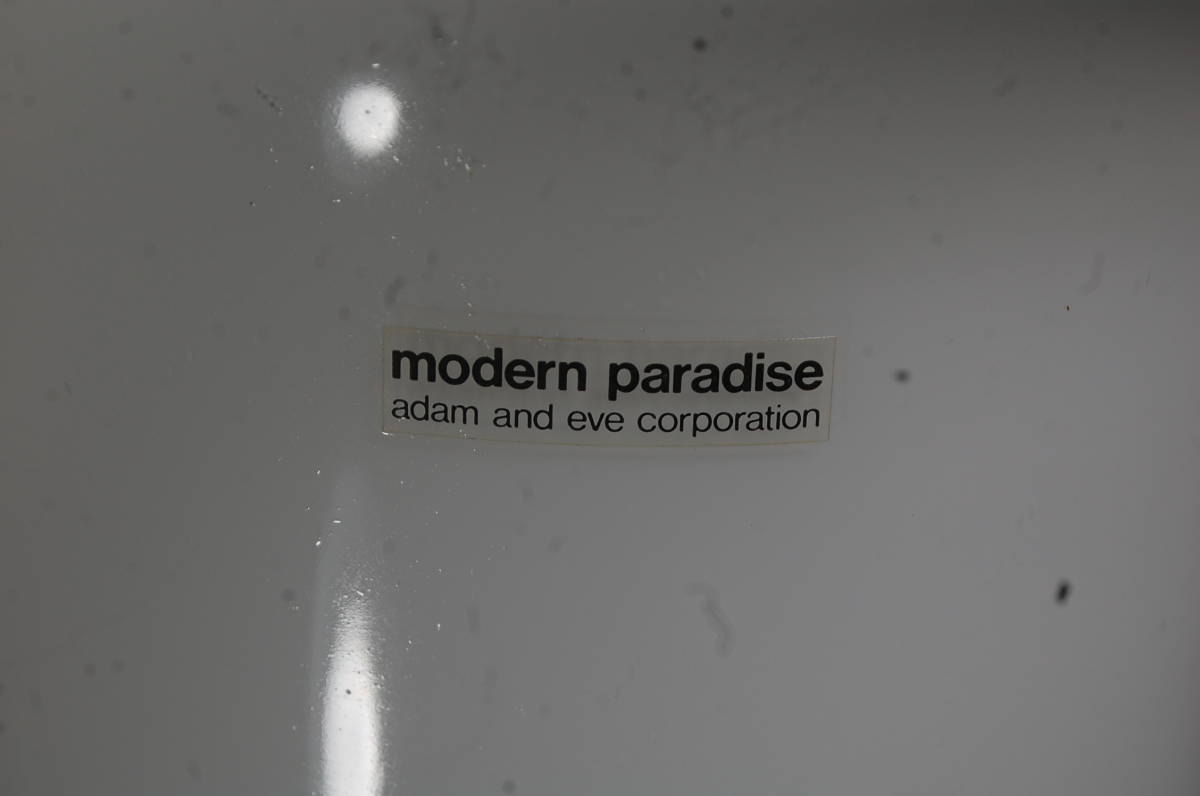 modern paradise
adam and eve corporation